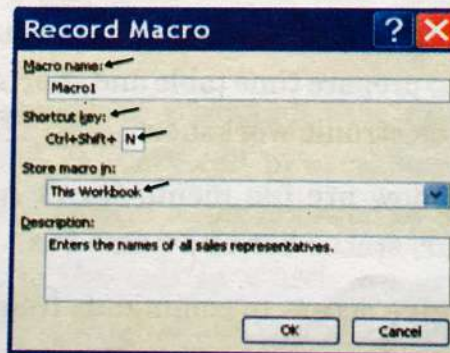 Record Macro
Macro name:
Macro1
Shortcut key:
Ctrl+Shift+ N
Store macro in:
This Workbook
Description:
Enters the names of all sales representatives.
OK Cancel